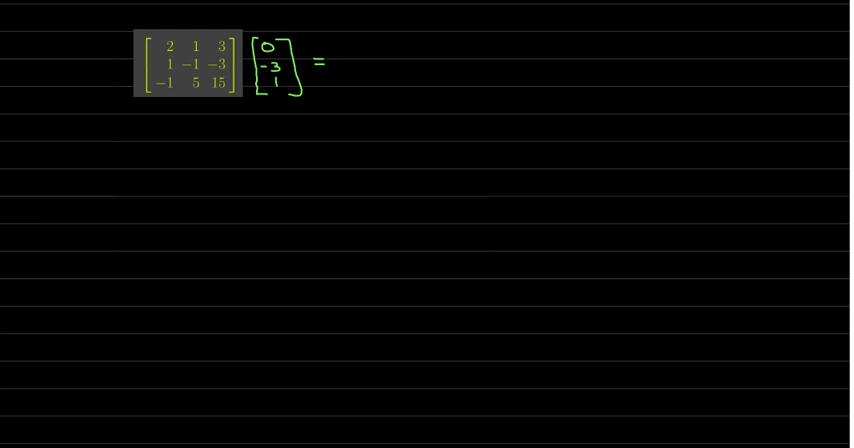 [ 2 1 3 ] [ 0 ]
[ 1 −1 −3 ] [ -3 ] =
[ −1 5 15 ] [ 1 ]